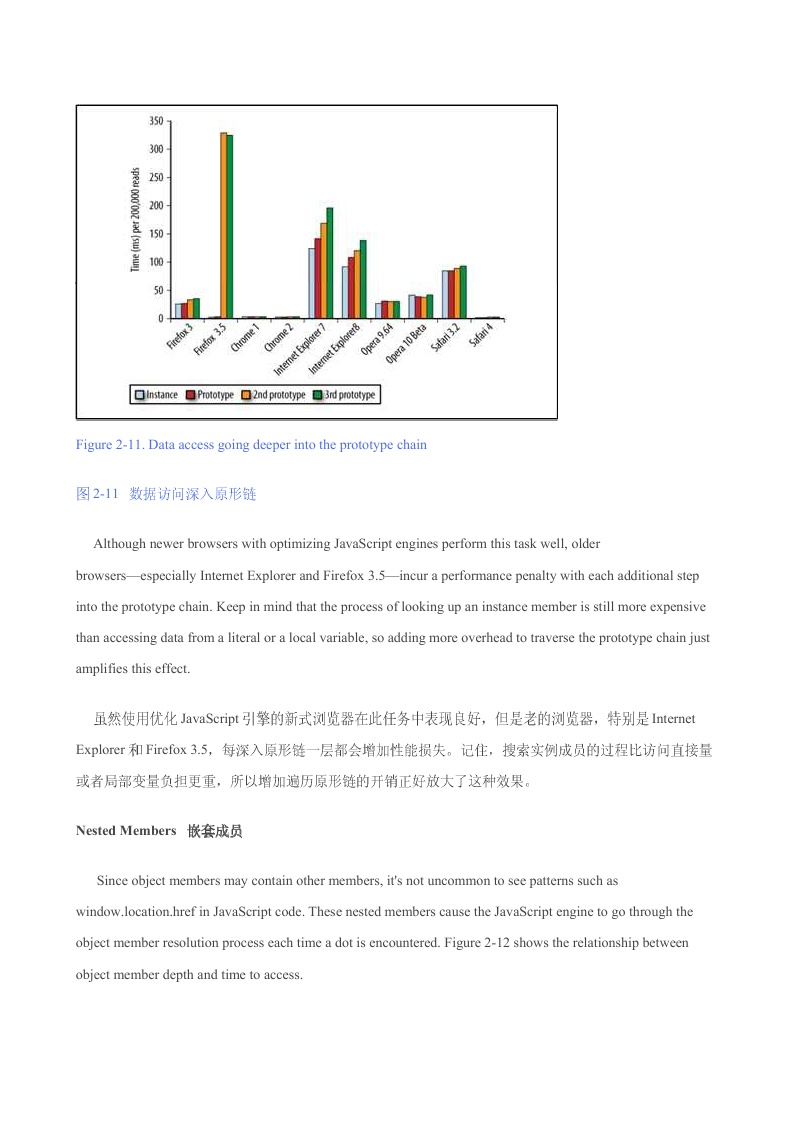 350
300
250
200
150
100
50
0
Time (ms) per 200,000 reads
Firefox 3
Firefox 3.5
Chrome 1
Chrome 2
Internet Explorer 7
Internet Explorer8
Opera 9.64
Opera 10 Beta
Safari 3.2
Safari 4
Instance Prototype 2nd prototype 3rd prototype
Figure 2-11. Data access going deeper into the prototype chain
图 2-11 数据访问深入原形链
Although newer browsers with optimizing JavaScript engines perform this task well, older
browsers—especially Internet Explorer and Firefox 3.5—incur a performance penalty with each additional step
into the prototype chain. Keep in mind that the process of looking up an instance member is still more expensive
than accessing data from a literal or a local variable, so adding more overhead to traverse the prototype chain just
amplifies this effect.
虽然使用优化 JavaScript 引擎的新式浏览器在此任务中表现良好，但是老的浏览器，特别是 Internet
Explorer 和 Firefox 3.5，每深入原形链一层都会增加性能损失。记住，搜索实例成员的过程比访问直接量
或者局部变量负担更重，所以增加遍历原形链的开销正好放大了这种效果。
Nested Members 嵌套成员
Since object members may contain other members, it's not uncommon to see patterns such as
window.location.href in JavaScript code. These nested members cause the JavaScript engine to go through the
object member resolution process each time a dot is encountered. Figure 2-12 shows the relationship between
object member depth and time to access.